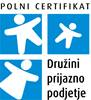 POLNI CERTIFIKAT
Družini
prijazno
podjetje